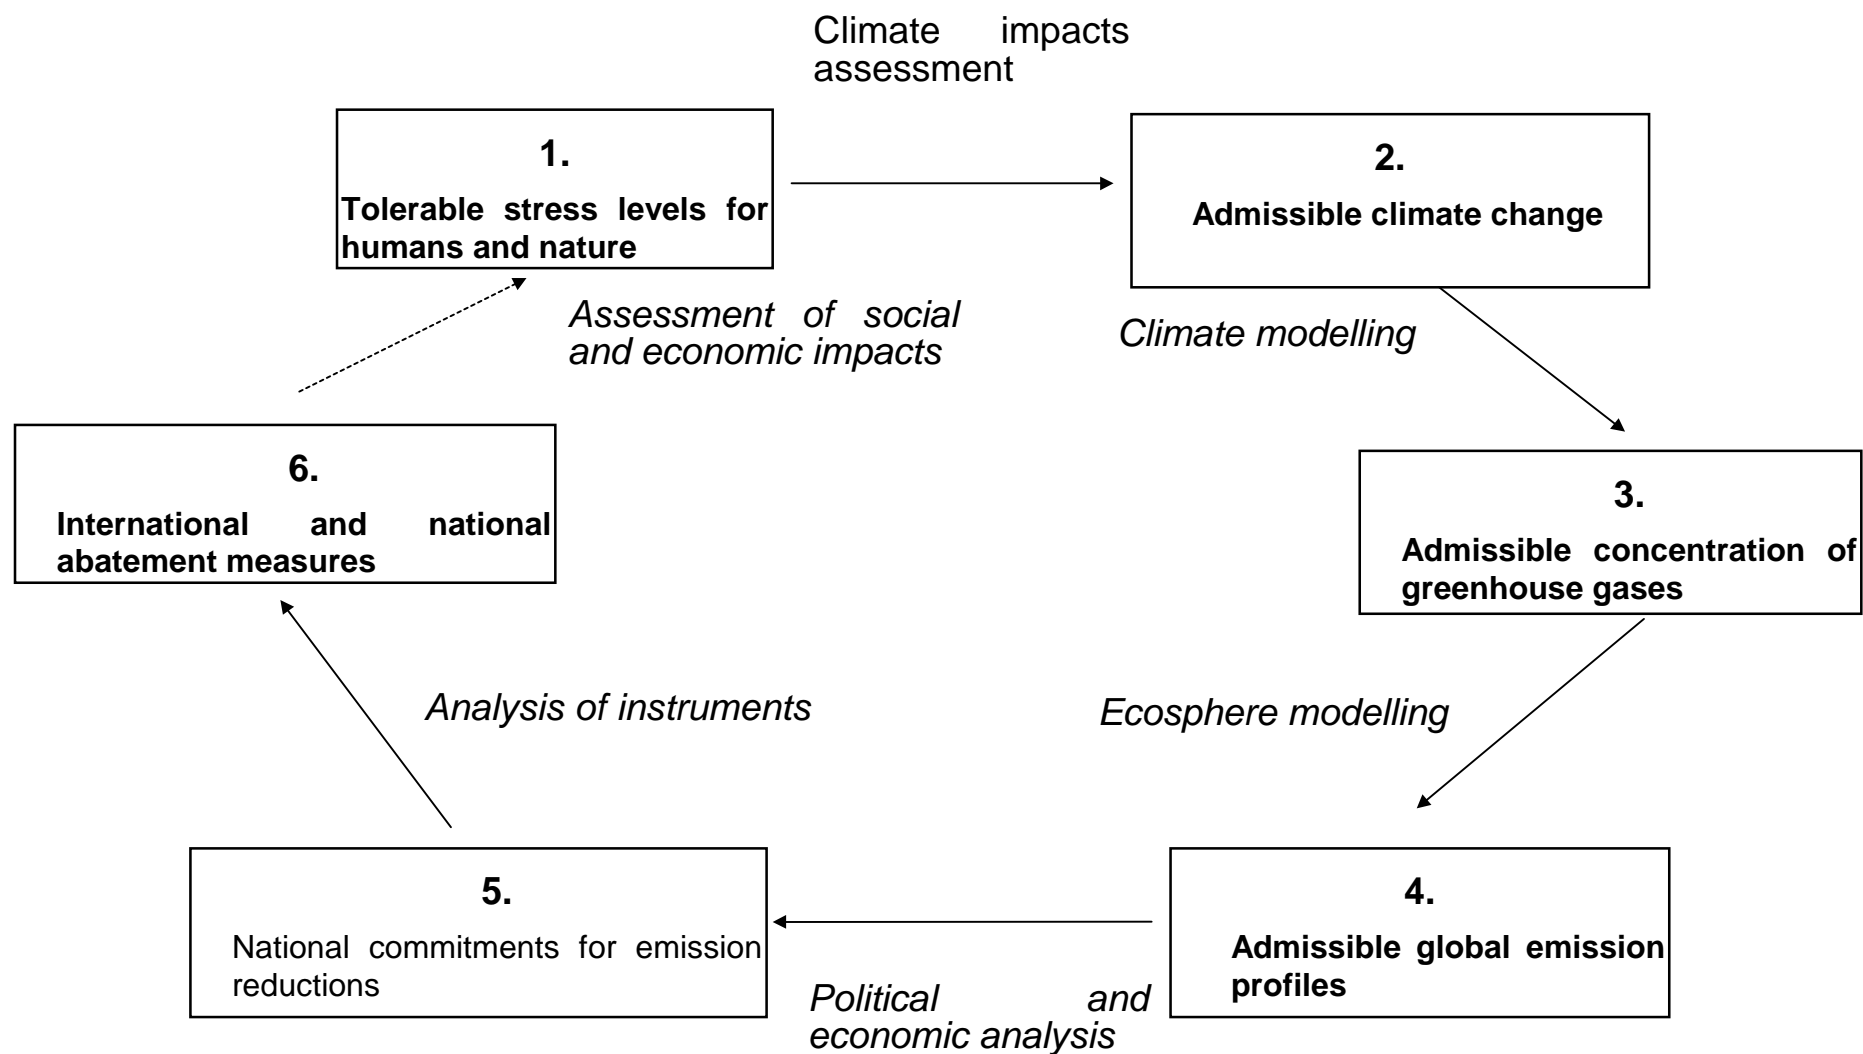 Climate impacts
assessment
1.
Tolerable stress levels for
humans and nature
2.
Admissible climate change
Assessment of social
and economic impacts
Climate modelling
6.
International and national
abatement measures
3.
Admissible concentration of
greenhouse gases
Analysis of instruments
Ecosphere modelling
5.
National commitments for emission
reductions
4.
Admissible global emission
profiles
Political and
economic analysis